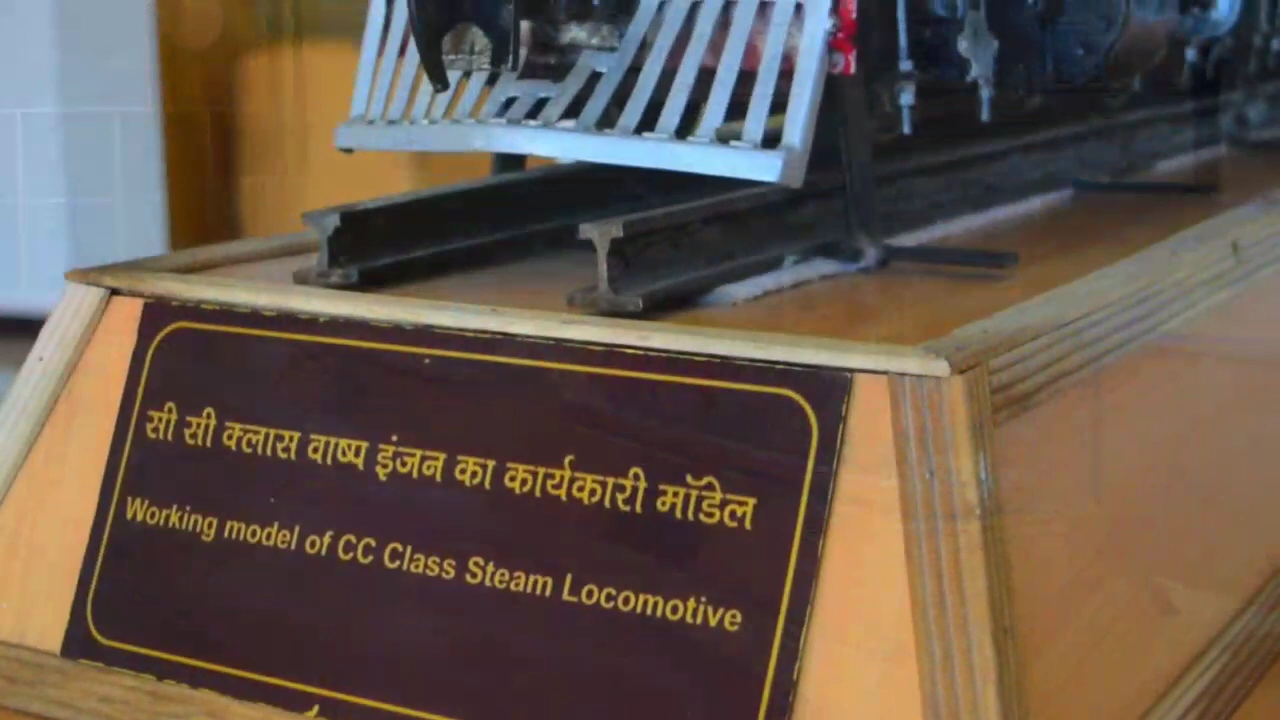 सी सी क्लास वाष्प इंजन का कार्यकारी मॉडेल
Working model of CC Class Steam Locomotive